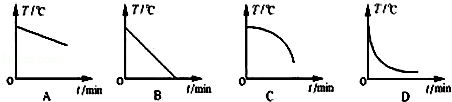 T/℃ T/℃ T/℃ T/℃
0 t/min 0 t/min 0 t/min 0 t/min
A B C D